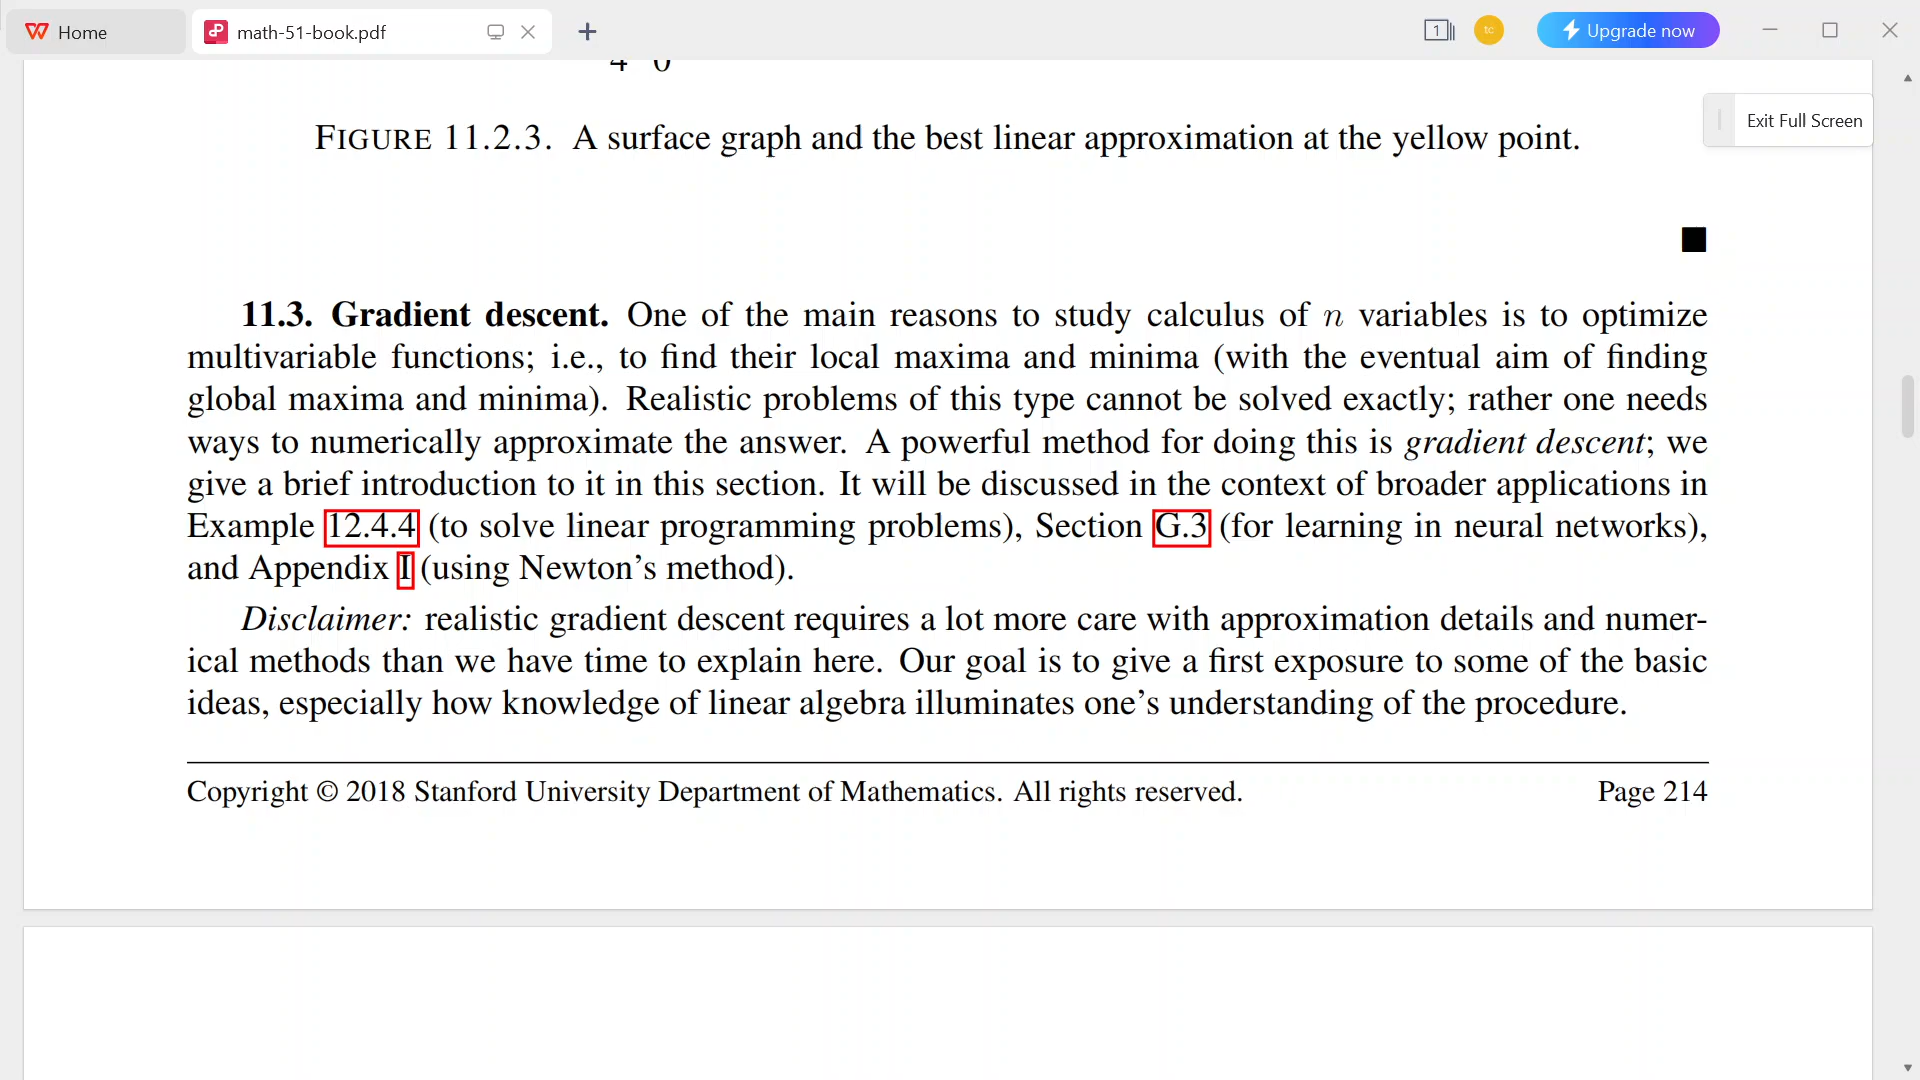 Home
math-51-book.pdf
1
tc
Upgrade now
4 0
Exit Full Screen
FIGURE 11.2.3. A surface graph and the best linear approximation at the yellow point.
11.3. Gradient descent. One of the main reasons to study calculus of n variables is to optimize
multivariable functions; i.e., to find their local maxima and minima (with the eventual aim of finding
global maxima and minima). Realistic problems of this type cannot be solved exactly; rather one needs
ways to numerically approximate the answer. A powerful method for doing this is gradient descent; we
give a brief introduction to it in this section. It will be discussed in the context of broader applications in
Example 12.4.4 (to solve linear programming problems), Section G.3 (for learning in neural networks),
and Appendix I (using Newton’s method).
Disclaimer: realistic gradient descent requires a lot more care with approximation details and numer-
ical methods than we have time to explain here. Our goal is to give a first exposure to some of the basic
ideas, especially how knowledge of linear algebra illuminates one’s understanding of the procedure.
Copyright © 2018 Stanford University Department of Mathematics. All rights reserved. Page 214